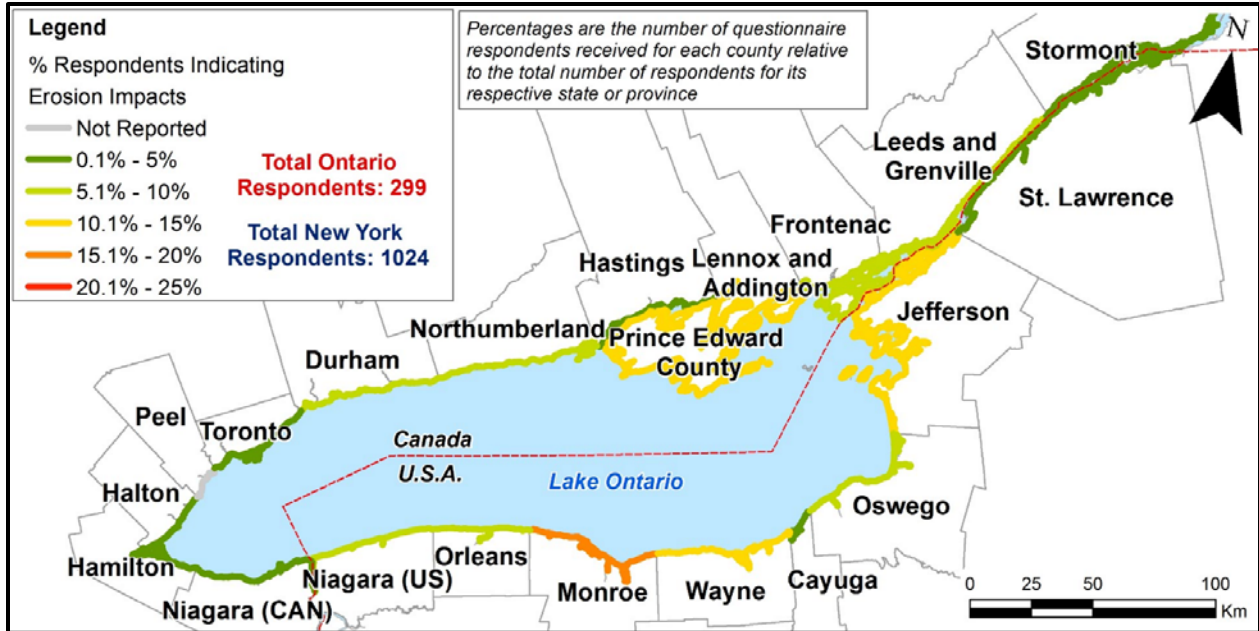 Legend
% Respondents Indicating
Erosion Impacts
Not Reported
0.1% - 5%
5.1% - 10%
10.1% - 15%
15.1% - 20%
20.1% - 25%
Total Ontario
Respondents: 299
Total New York
Respondents: 1024
Percentages are the number of questionnaire
respondents received for each county relative
to the total number of respondents for its
respective state or province
N
Stormont
Leeds and
Grenville
St. Lawrence
Frontenac
Hastings
Lennox and
Addington
Jefferson
Northumberland
Prince Edward
County
Durham
Peel
Toronto
Canada
U.S.A.
Lake Ontario
Halton
Oswego
Hamilton
Niagara (CAN)
Niagara (US)
Orleans
Monroe
Wayne
Cayuga
0 25 50 100
Km